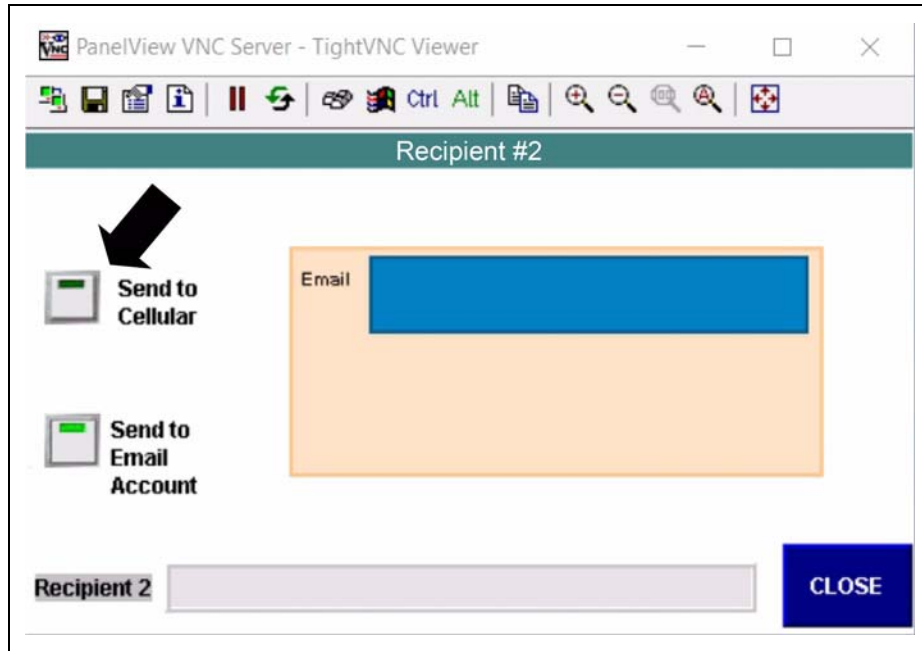 PanelView VNC Server - TightVNC Viewer
Ctrl Alt
Recipient #2
Send to
Cellular
Email
Send to
Email
Account
Recipient 2
CLOSE